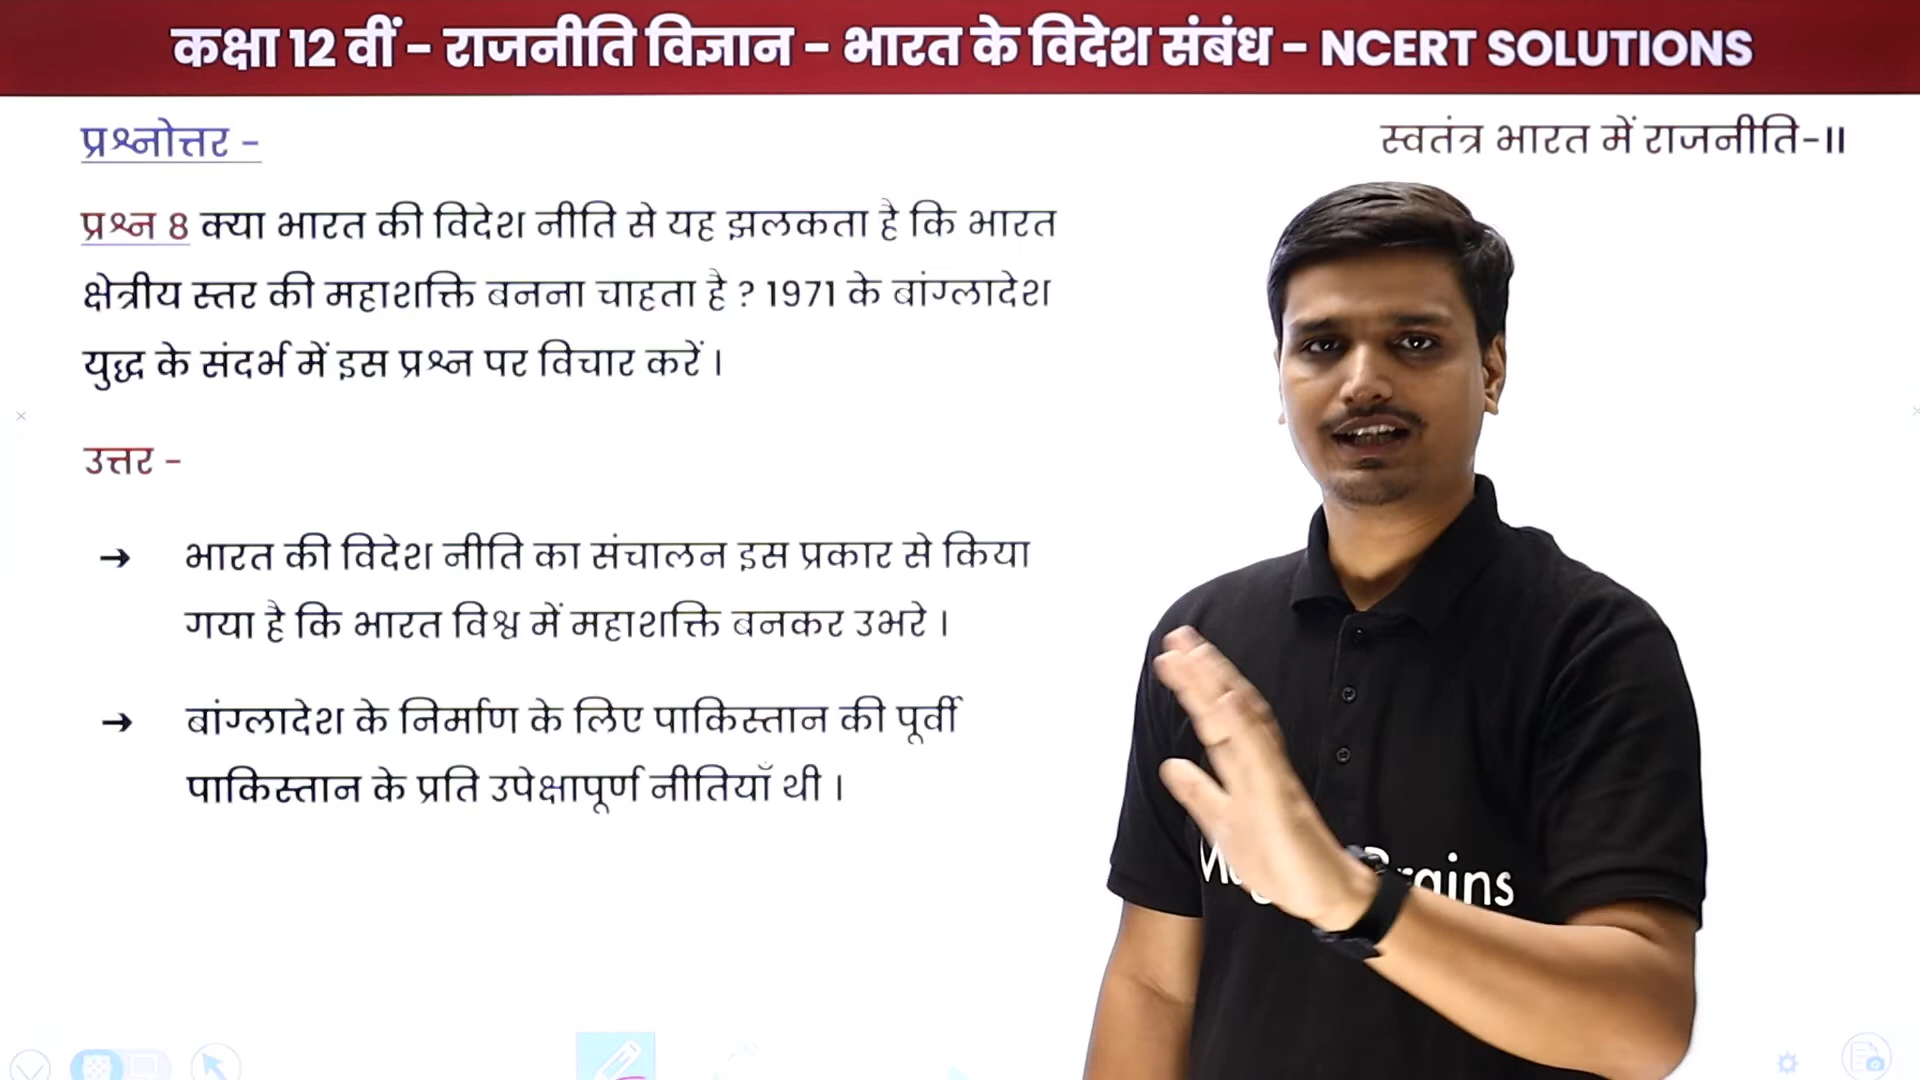 कक्षा 12 वीं - राजनीति विज्ञान - भारत के विदेश संबंध - NCERT SOLUTIONS
प्रश्नोत्तर -
स्वतंत्र भारत में राजनीति-II
प्रश्न 8 क्या भारत की विदेश नीति से यह झलकता है कि भारत
क्षेत्रीय स्तर की महाशक्ति बनना चाहता है ? 1971 के बांग्लादेश
युद्ध के संदर्भ में इस प्रश्न पर विचार करें ।
उत्तर -
→ भारत की विदेश नीति का संचालन इस प्रकार से किया
गया है कि भारत विश्व में महाशक्ति बनकर उभरे ।
→ बांग्लादेश के निर्माण के लिए पाकिस्तान की पूर्वी
पाकिस्तान के प्रति उपेक्षापूर्ण नीतियाँ थी ।